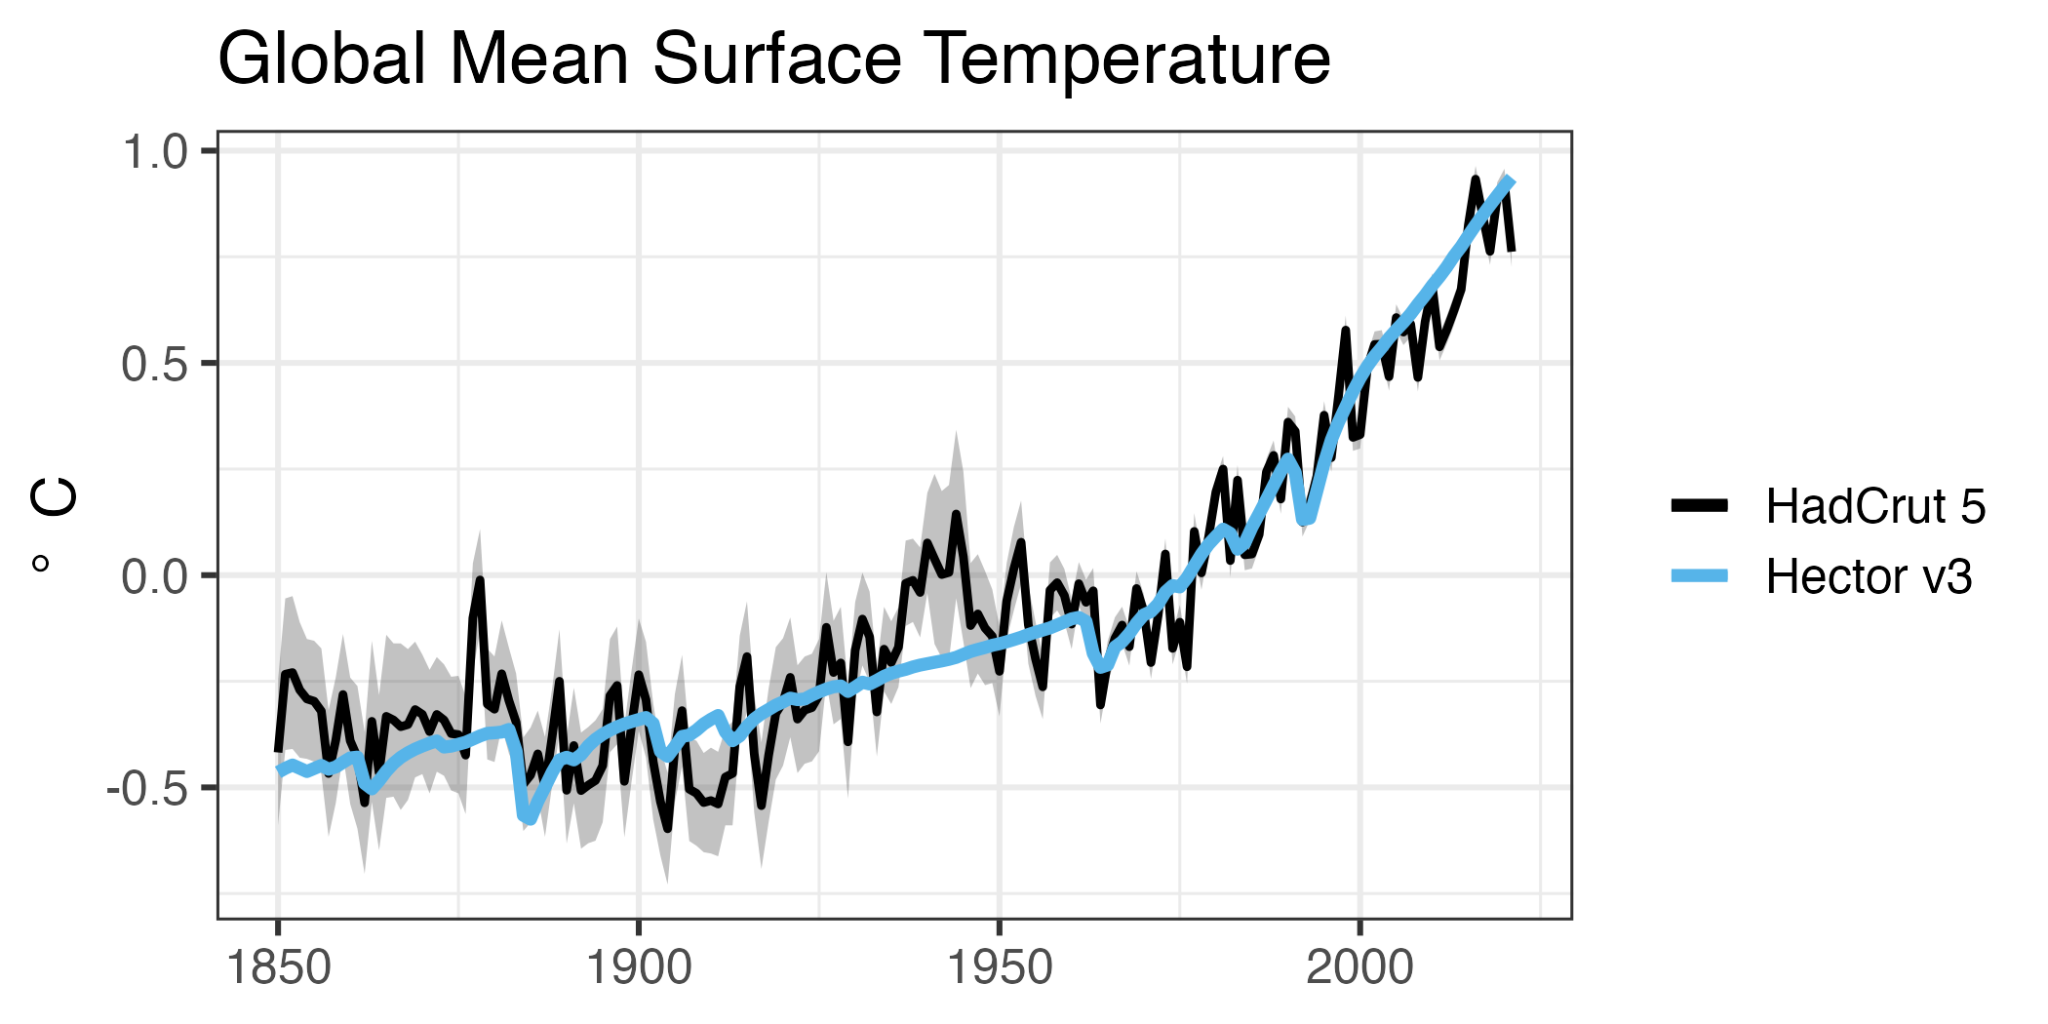 Global Mean Surface Temperature
1.0
0.5
0.0
-0.5
° C
1850 1900 1950 2000
HadCrut 5
Hector v3